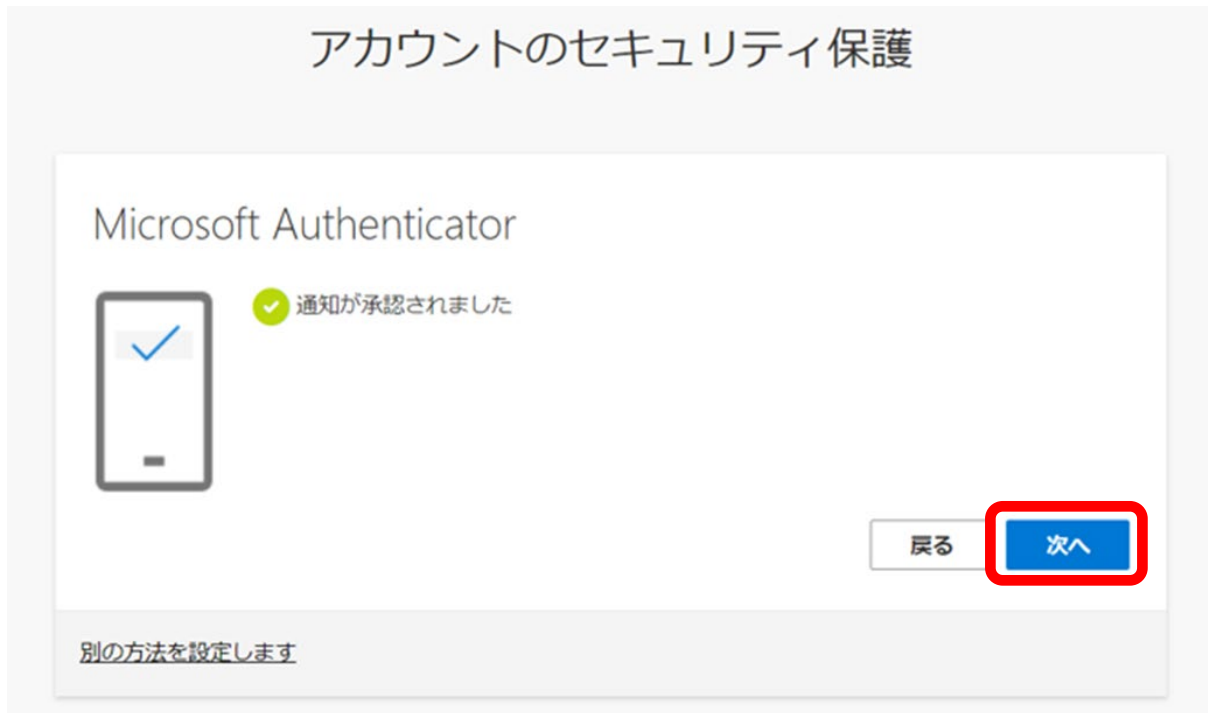 アカウントのセキュリティ保護
Microsoft Authenticator
通知が承認されました
戻る
次へ
別の方法を設定します